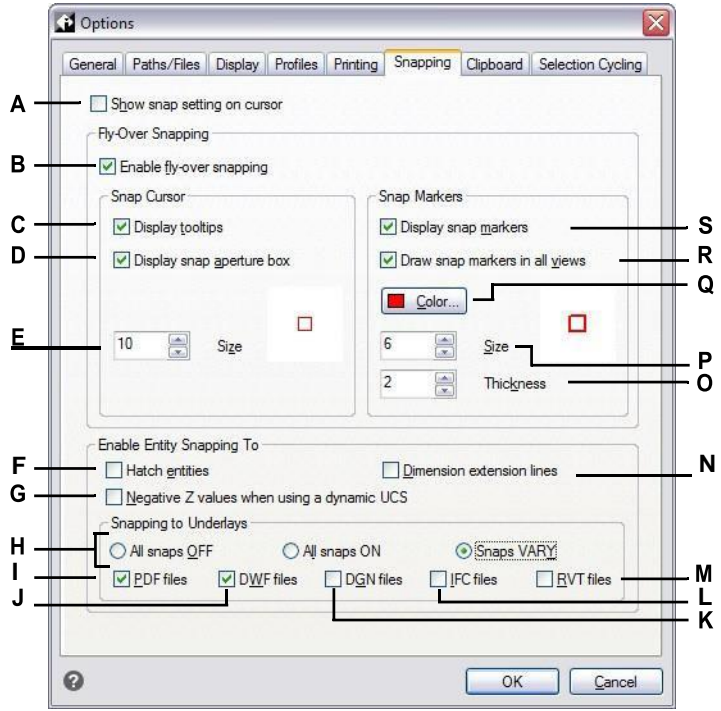 Options
General Paths/Files Display Profiles Printing Snapping Clipboard Selection Cycling
A Show snap setting on cursor
Fly-Over Snapping
B Enable fly-over snapping
Snap Cursor Snap Markers
C Display tooltips Display snap markers S
D Display snap aperture box Draw snap markers in all views R
Color... Q
E 10 Size 6 Size P
2 Thickness O
Enable Entity Snapping To
F Hatch entities Dimension extension lines N
G Negative Z values when using a dynamic UCS
Snapping to Underlays
H All snaps OFF All snaps ON Snaps VARY
I PDF files DWF files DGN files IFC files RVT files M
J L
K
? OK Cancel